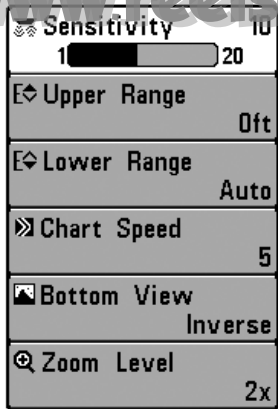 Sensitivity 10
1 20
Upper Range
0ft
Lower Range
Auto
Chart Speed
5
Bottom View
Inverse
Zoom Level
2x